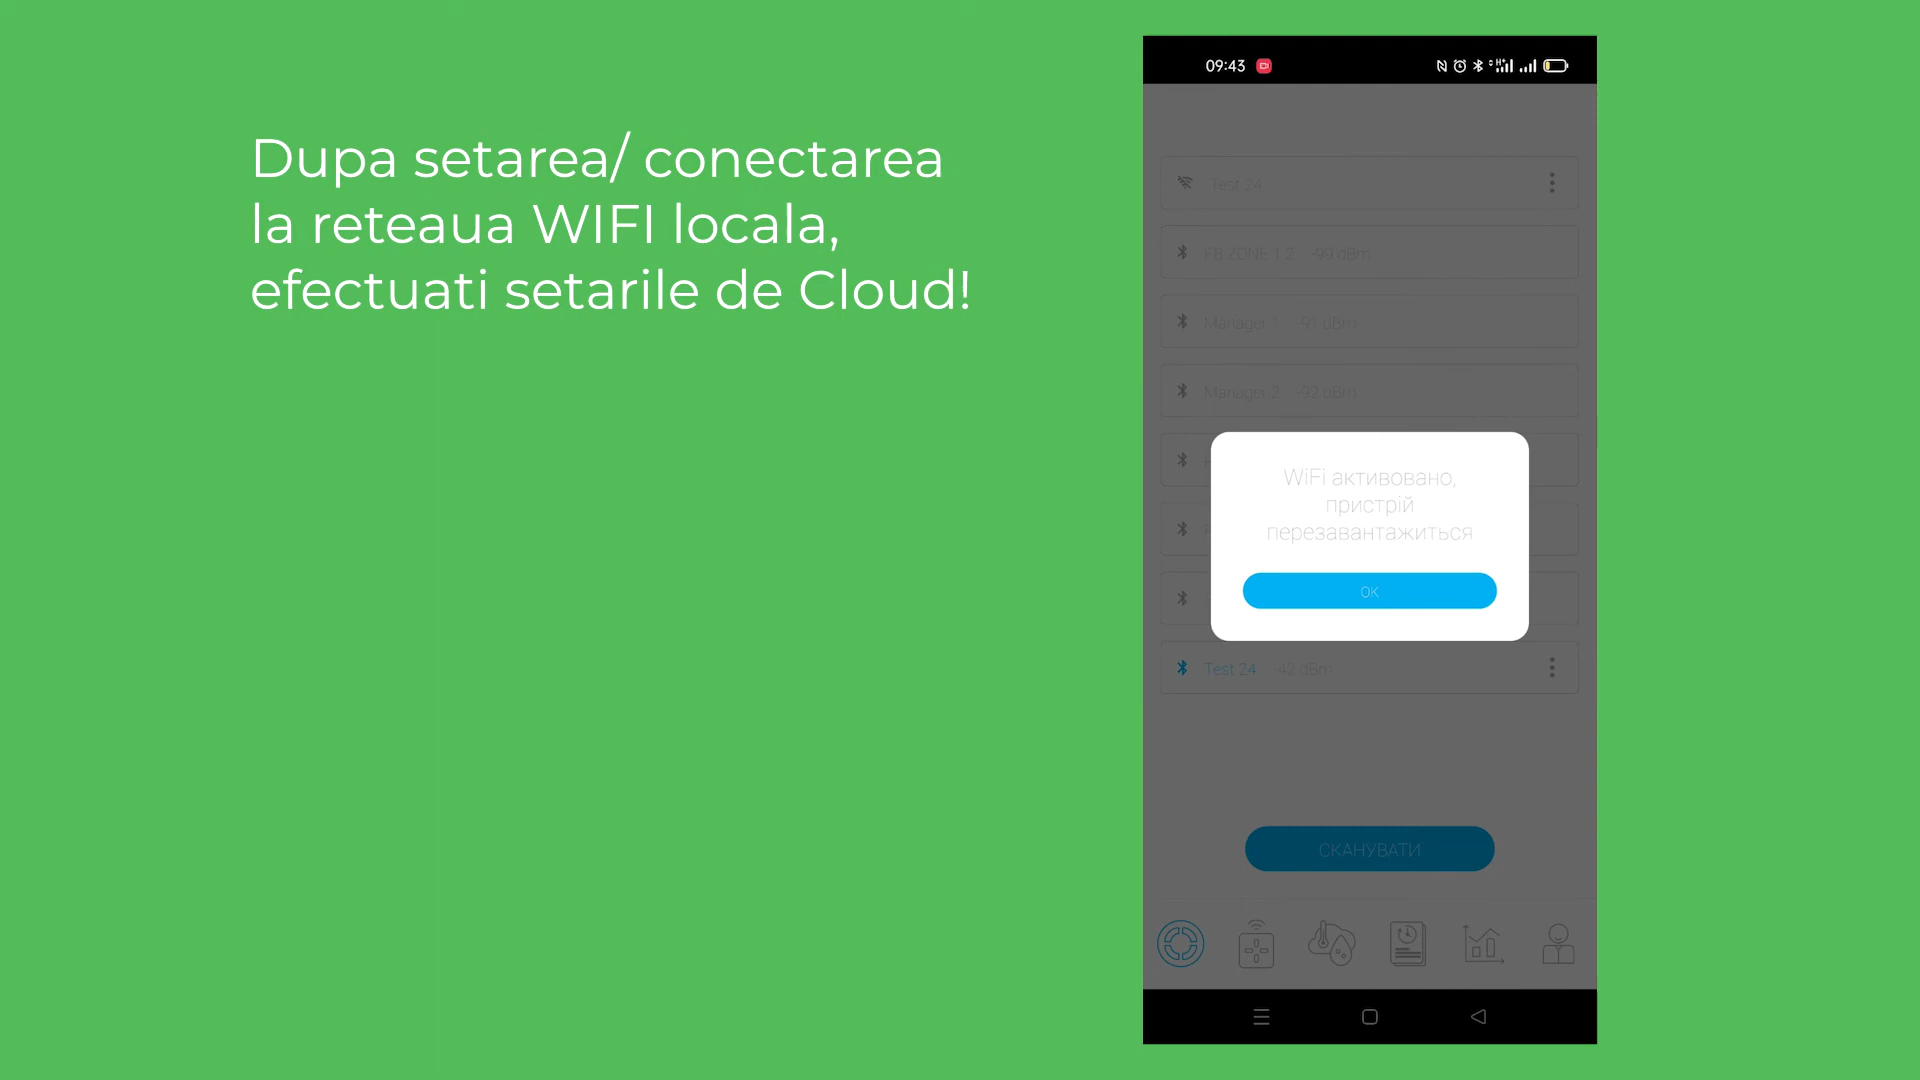 Dupa setarea/ conectarea
la reteaua WIFI locala,
efectuati setarile de Cloud!
09:43
Test 24
FB ZONE 1 2 -99 dBm
Manager 1 -91 dBm
Manager 2 -92 dBm
WiFi активовано,
пристрій
перезавантажиться
ОК
Test 24 -42 dBm
СКАНУВАТИ